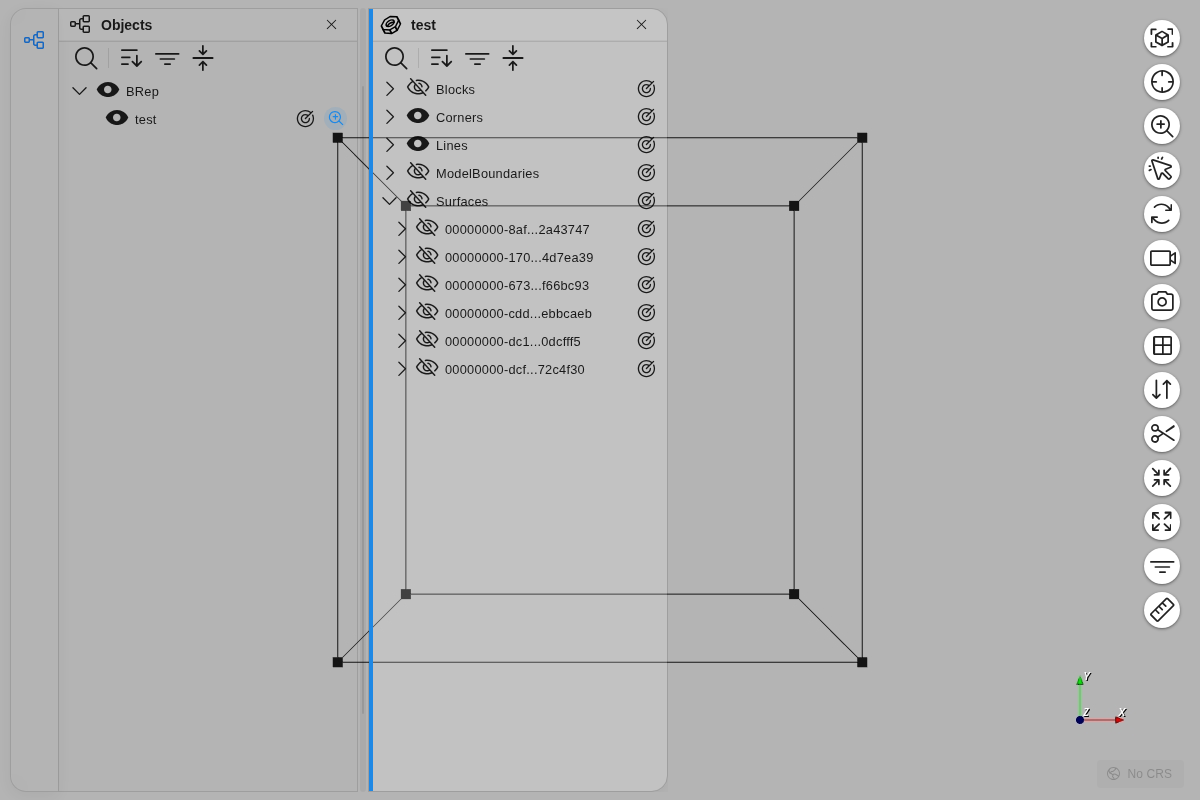 Objects
BRep
test
test
Blocks
Corners
Lines
ModelBoundaries
Surfaces
00000000-8af...2a43747
00000000-170...4d7ea39
00000000-673...f66bc93
00000000-cdd...ebbcaeb
00000000-dc1...0dcfff5
00000000-dcf...72c4f30
Y
Z X
No CRS